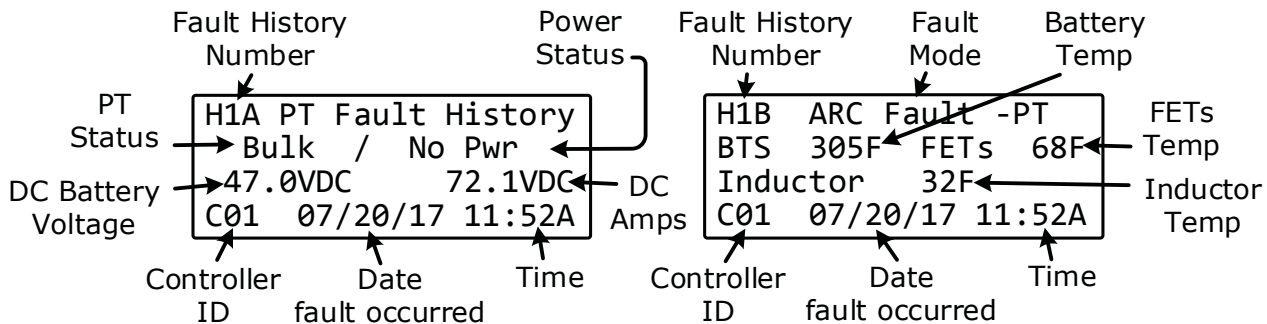 Fault History
Number
Power
Status
PT
Status
DC Battery
Voltage
H1A PT Fault History
Bulk / No Pwr
47.0VDC 72.1VDC
C01 07/20/17 11:52A
DC
Amps
Controller
ID
Date
fault occurred
Time
Fault History
Number
Fault
Mode
Battery
Temp
H1B ARC Fault -PT
BTS 305F FETs 68F
Inductor 32F
C01 07/20/17 11:52A
FETs
Temp
Inductor
Temp
Controller
ID
Date
fault occurred
Time